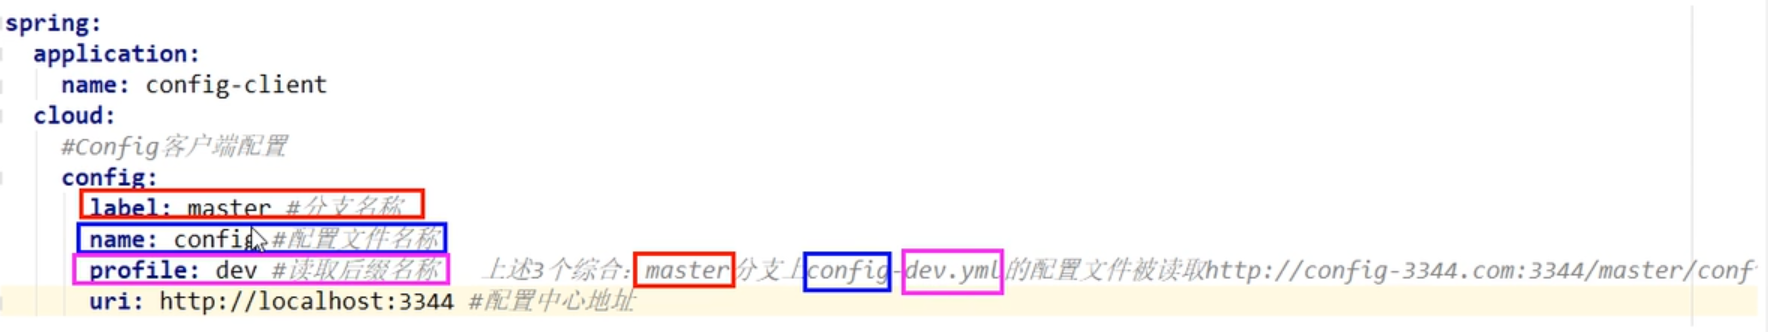 spring:
application:
name: config-client
cloud:
#Config客户端配置
config:
label: master #分支名称
name: config #配置文件名称
profile: dev #读取后缀名称 上述3个综合：master分支上config-dev.yml的配置文件被读取http://config-3344.com:3344/master/conf
uri: http://localhost:3344 #配置中心地址